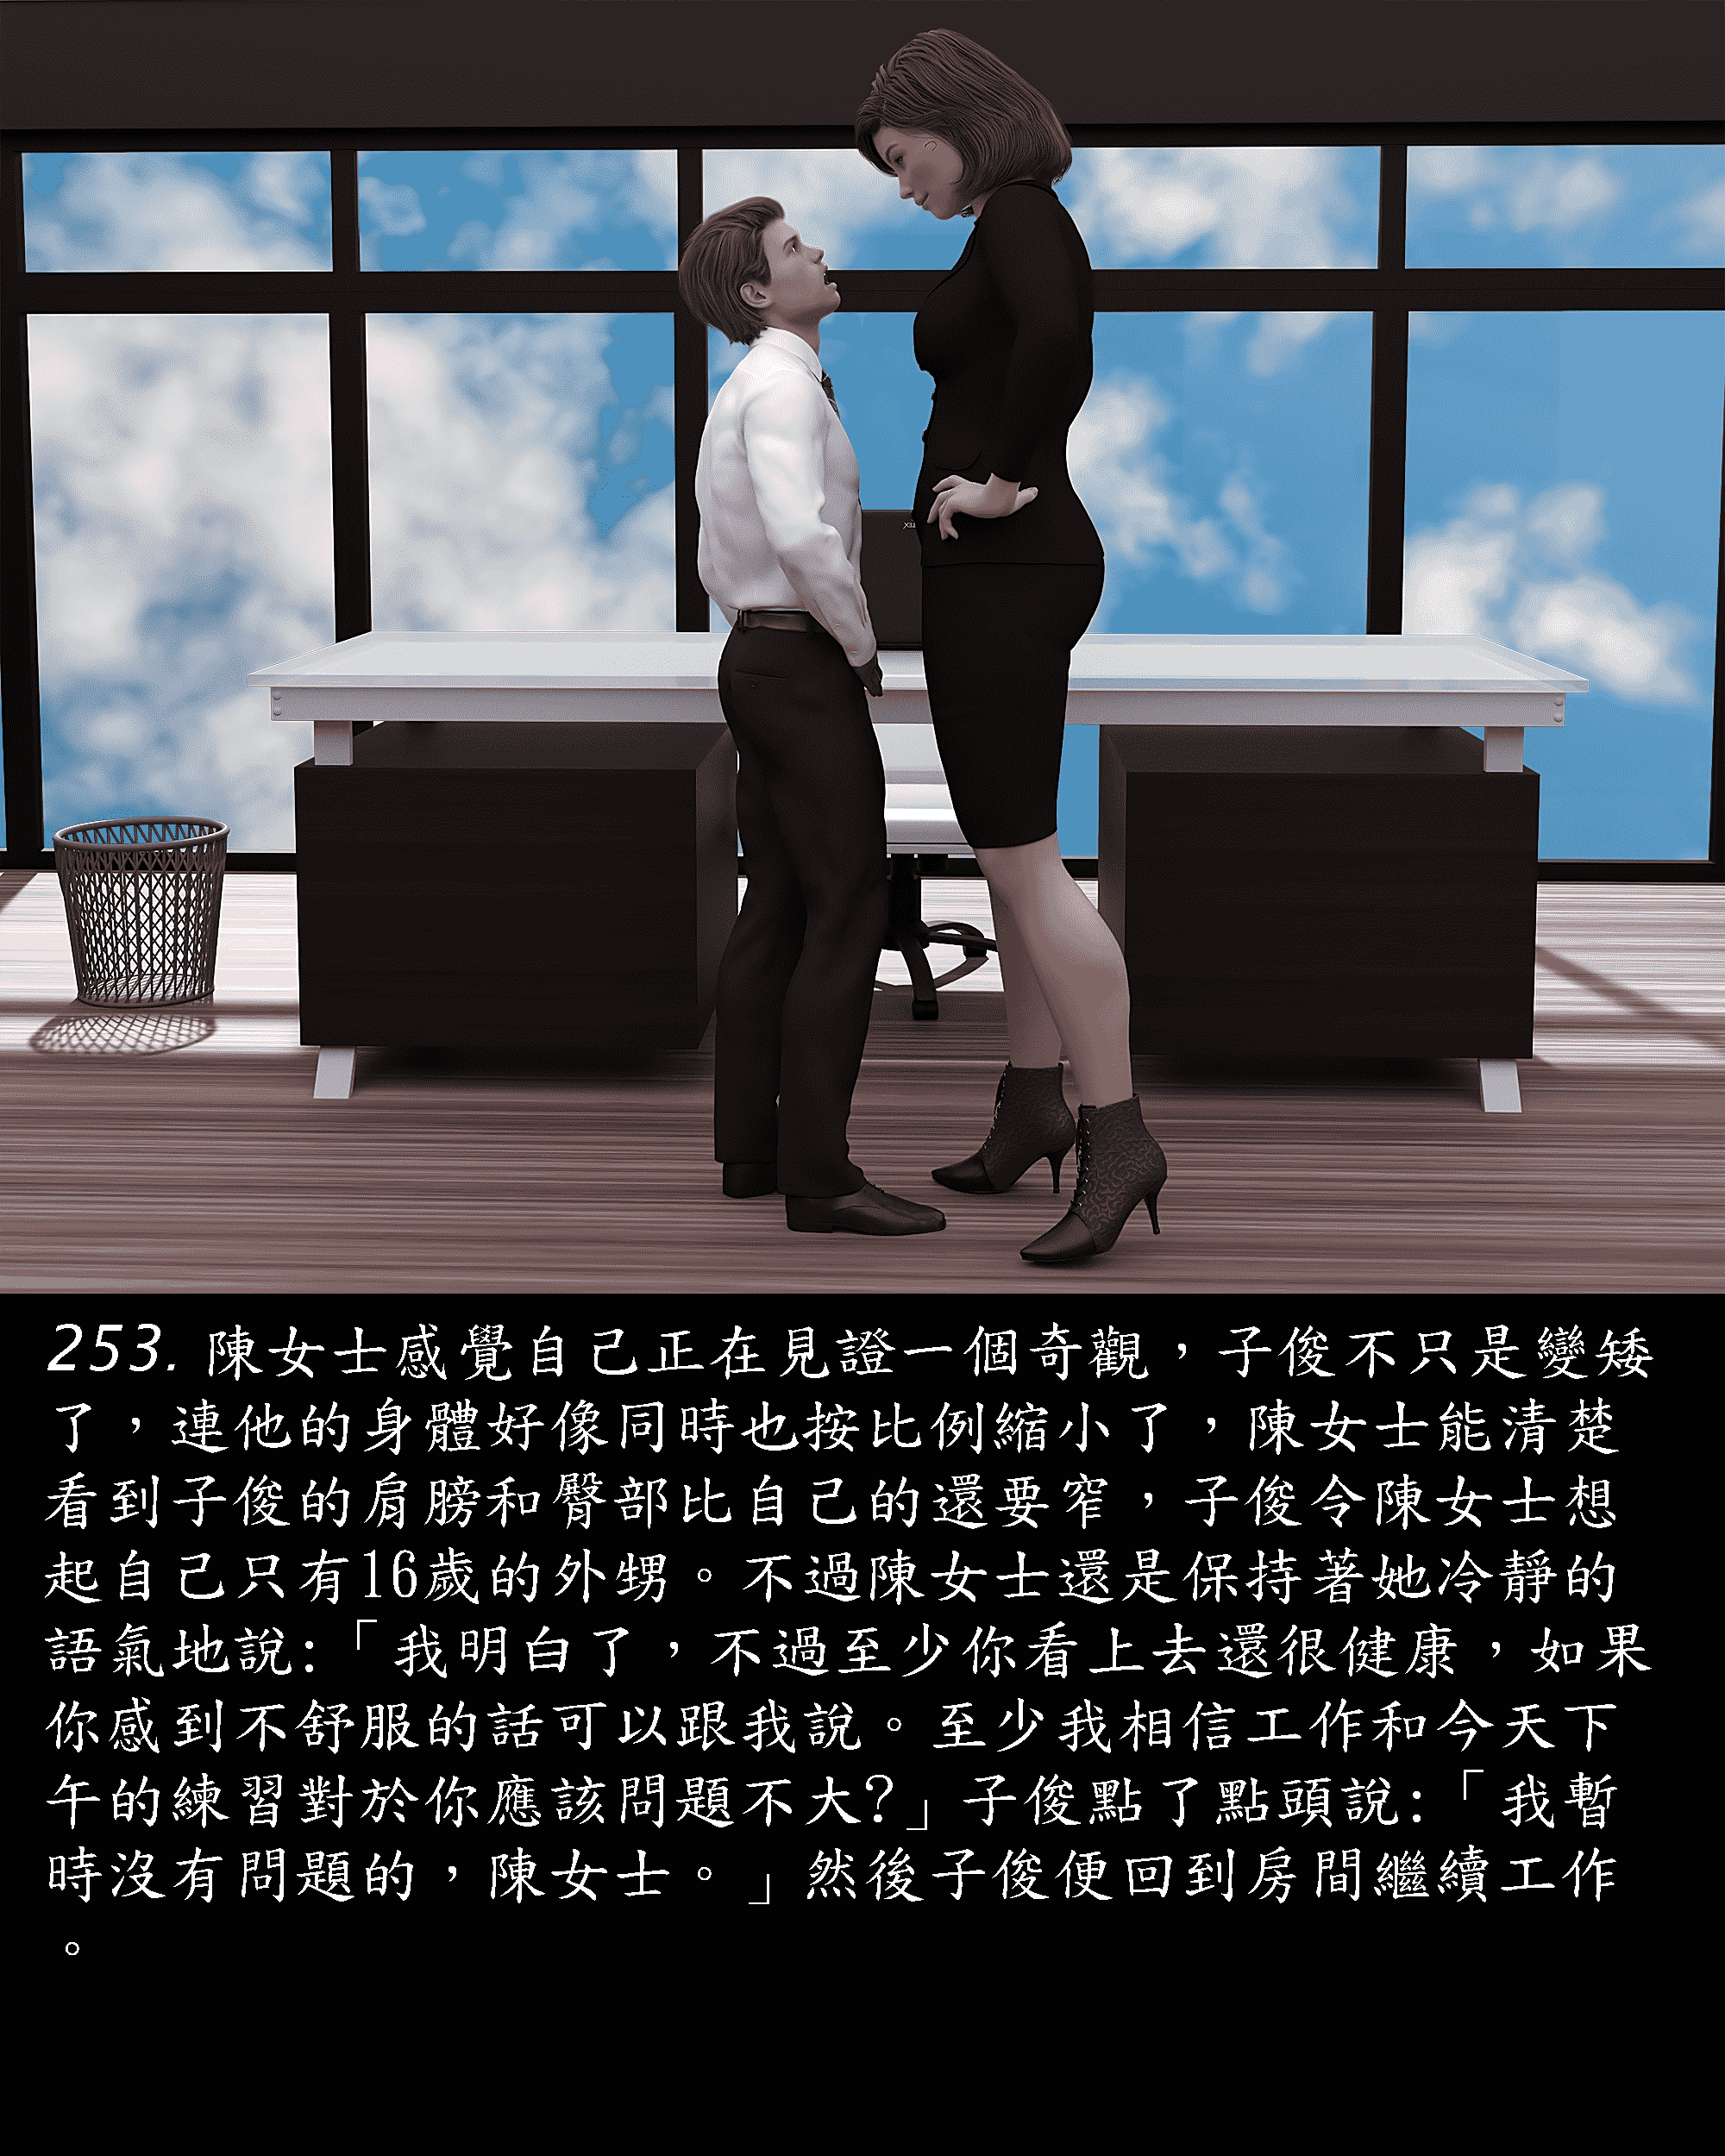 253. 陳女士感覺自己正在見證一個奇觀，子俊不只是變矮
了，連他的身體好像同時也按比例縮小了，陳女士能清楚
看到子俊的肩膀和臀部比自己的還要窄，子俊令陳女士想
起自己只有16歲的外甥。不過陳女士還是保持著她冷靜的
語氣地說:「我明白了，不過至少你看上去還很健康，如果
你感到不舒服的話可以跟我說。至少我相信工作和今天下
午的練習對於你應該問題不大?」子俊點了點頭說:「我暫
時沒有問題的，陳女士。」然後子俊便回到房間繼續工作
。